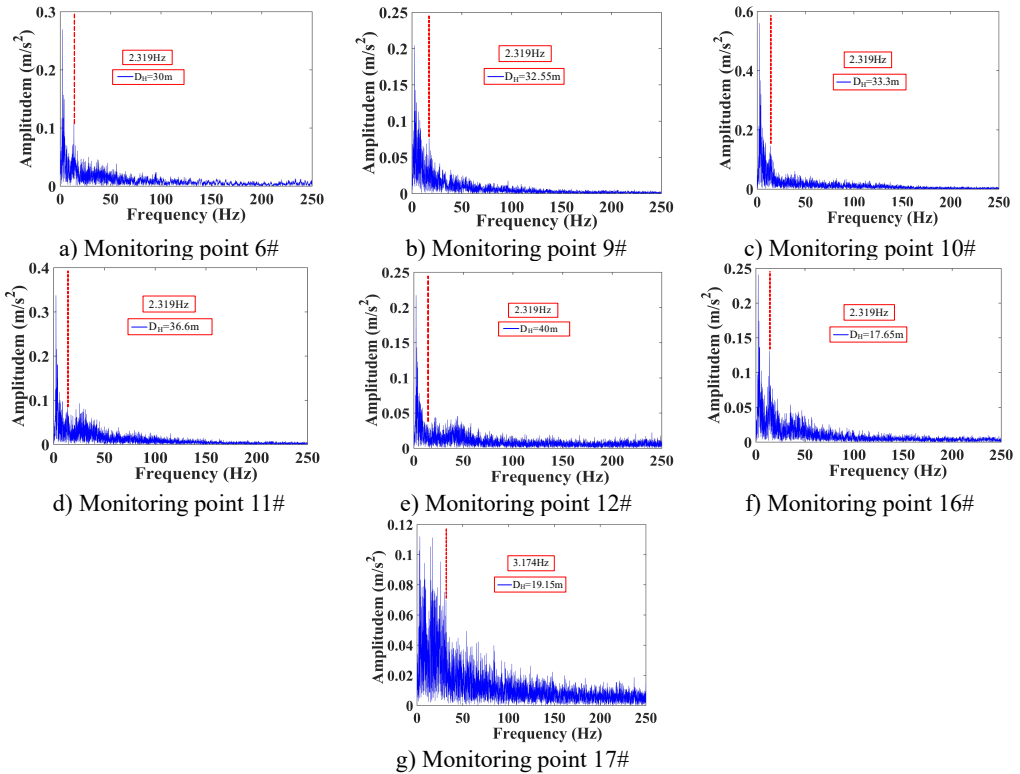 0.3
0.2
0.1
0
Amplitudem (m/s²)
2.319Hz
D_H=30m
0 50 100 150 200 250
Frequency (Hz)
a) Monitoring point 6#
0.25
0.2
0.15
0.1
0.05
0
Amplitudem (m/s²)
2.319Hz
D_H=32.55m
0 50 100 150 200 250
Frequency (Hz)
b) Monitoring point 9#
0.6
0.4
0.2
0
Amplitudem (m/s²)
2.319Hz
D_H=33.3m
0 50 100 150 200 250
Frequency (Hz)
c) Monitoring point 10#
0.4
0.3
0.2
0.1
0
Amplitudem (m/s²)
2.319Hz
D_H=36.6m
0 50 100 150 200 250
Frequency (Hz)
d) Monitoring point 11#
0.25
0.2
0.15
0.1
0.05
0
Amplitudem (m/s²)
2.319Hz
D_H=40m
0 50 100 150 200 250
Frequency (Hz)
e) Monitoring point 12#
0.25
0.20
0.15
0.1
0.05
0
Amplitudem (m/s²)
2.319Hz
D_H=17.65m
0 50 100 150 200 250
Frequency (Hz)
f) Monitoring point 16#
0.12
0.1
0.08
0.06
0.04
0.02
0
Amplitudem (m/s²)
3.174Hz
D_H=19.15m
0 50 100 150 200 250
Frequency (Hz)
g) Monitoring point 17#